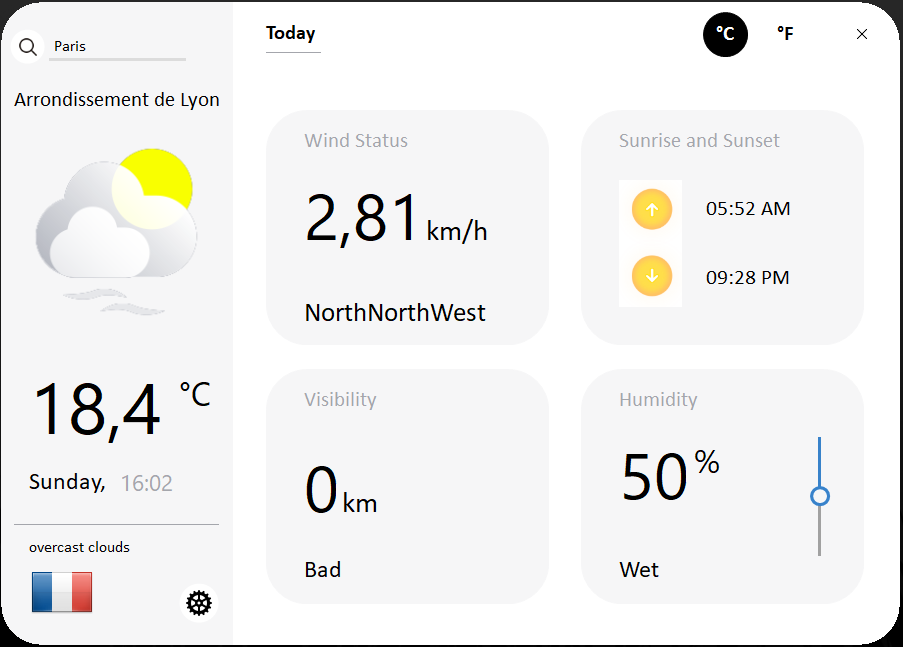 Paris
Arrondissement de Lyon
18,4 °C
Sunday, 16:02
overcast clouds
Today
°C
°F
Wind Status
2,81 km/h
NorthNorthWest
Sunrise and Sunset
05:52 AM
09:28 PM
Visibility
0 km
Bad
Humidity
50 %
Wet